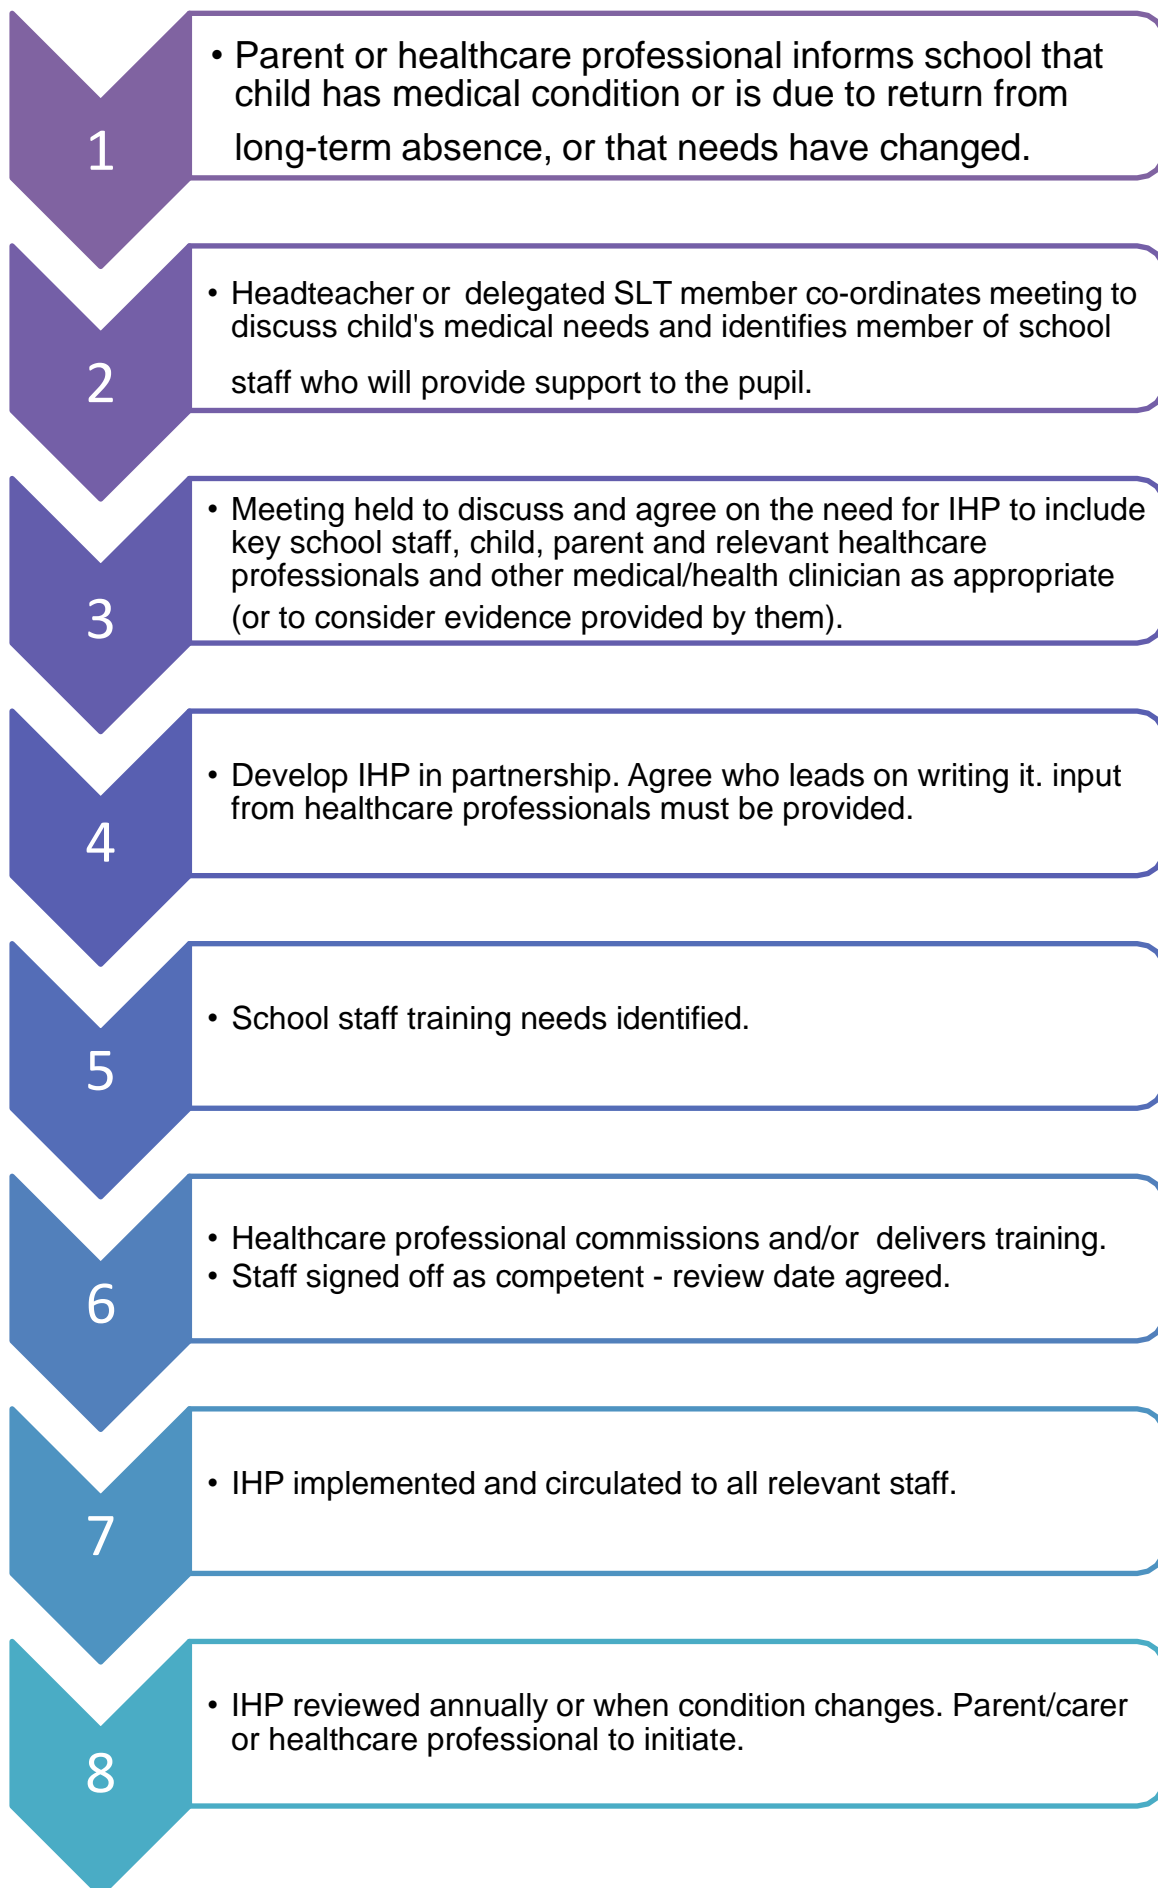 1
• Parent or healthcare professional informs school that
child has medical condition or is due to return from
long-term absence, or that needs have changed.
2
• Headteacher or  delegated SLT member co-ordinates meeting to
discuss child's medical needs and identifies member of school
staff who will provide support to the pupil.
3
• Meeting held to discuss and agree on the need for IHP to include
key school staff, child, parent and relevant healthcare
professionals and other medical/health clinician as appropriate
(or to consider evidence provided by them).
4
• Develop IHP in partnership. Agree who leads on writing it. input
from healthcare professionals must be provided.
5
• School staff training needs identified.
6
• Healthcare professional commissions and/or  delivers training.
• Staff signed off as competent - review date agreed.
7
• IHP implemented and circulated to all relevant staff.
8
• IHP reviewed annually or when condition changes. Parent/carer
or healthcare professional to initiate.